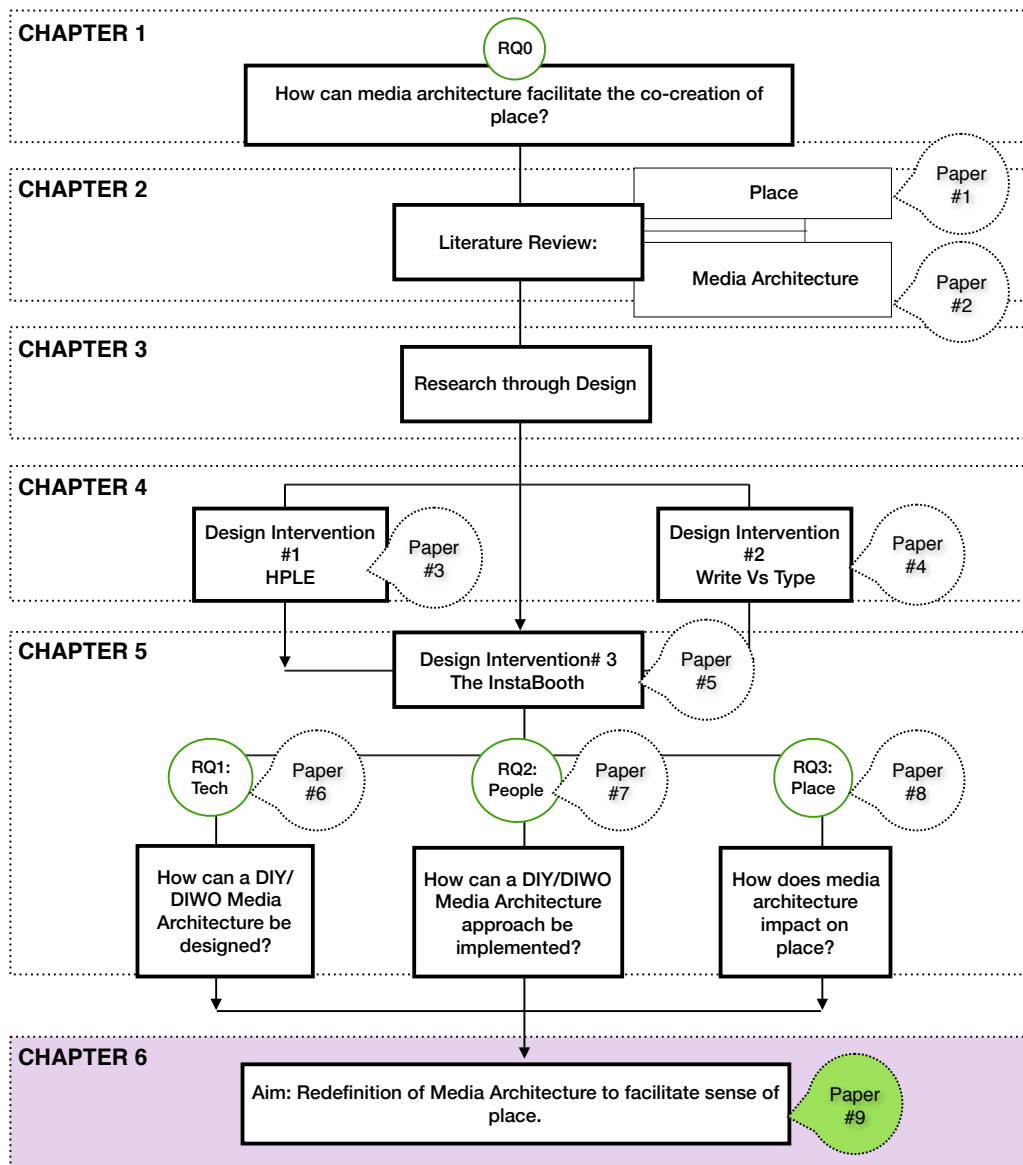 CHAPTER 1
RQ0
How can media architecture facilitate the co-creation of
place?
CHAPTER 2
Place
Paper
#1
Literature Review:
Media Architecture
Paper
#2
CHAPTER 3
Research through Design
CHAPTER 4
Design Intervention
#1
HPLE
Paper
#3
Design Intervention
#2
Write Vs Type
Paper
#4
CHAPTER 5
Design Intervention# 3
The InstaBooth
Paper
#5
RQ1:
Tech
Paper
#6
RQ2:
People
Paper
#7
RQ3:
Place
Paper
#8
How can a DIY/
DIWO Media
Architecture be
designed?
How can a DIY/DIWO
Media Architecture
approach be
implemented?
How does media
architecture
impact on
place?
CHAPTER 6
Aim: Redefinition of Media Architecture to facilitate sense of
place.
Paper
#9